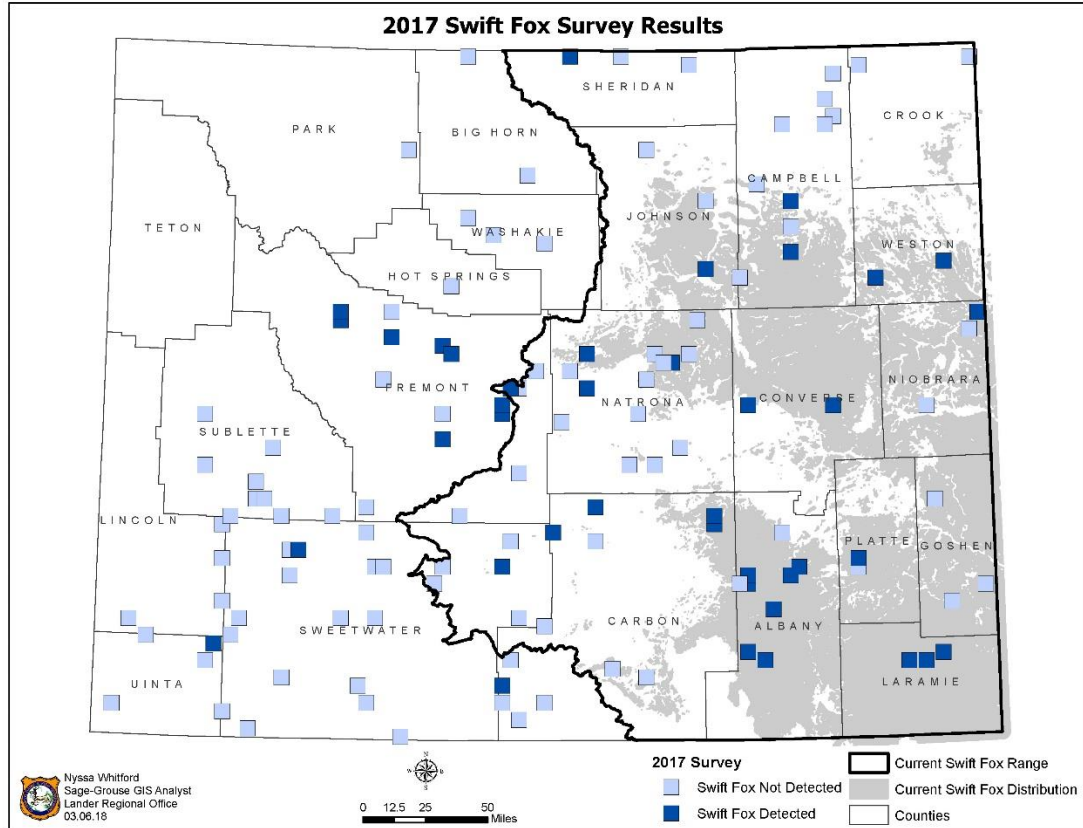 2017 Swift Fox Survey Results
SHERIDAN
PARK
BIG HORN
CROOK
CAMPBELL
JOHNSON
TETON
WASHAKIE
WESTON
HOT SPRINGS
FREMONT
NATRONA
CONVERSE
NIOBRARA
SUBLETTE
LINCOLN
PLATTE
GOSHEN
SWEETWATER
CARBON
ALBANY
UINTA
LARAMIE
Nyssa Whitford
Sage-Grouse GIS Analyst
Lander Regional Office
03.06.18
N
0 12.5 25 50
Miles
2017 Survey
Swift Fox Not Detected
Swift Fox Detected
Current Swift Fox Range
Current Swift Fox Distribution
Counties